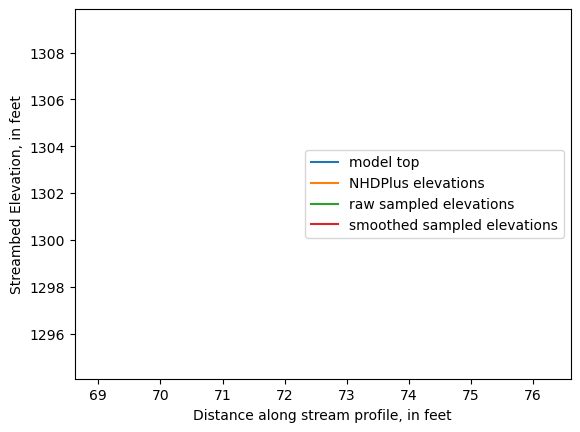 1308
1306
1304
1302
1300
1298
1296
Streambed Elevation, in feet
model top
NHDPlus elevations
raw sampled elevations
smoothed sampled elevations
69 70 71 72 73 74 75 76
Distance along stream profile, in feet